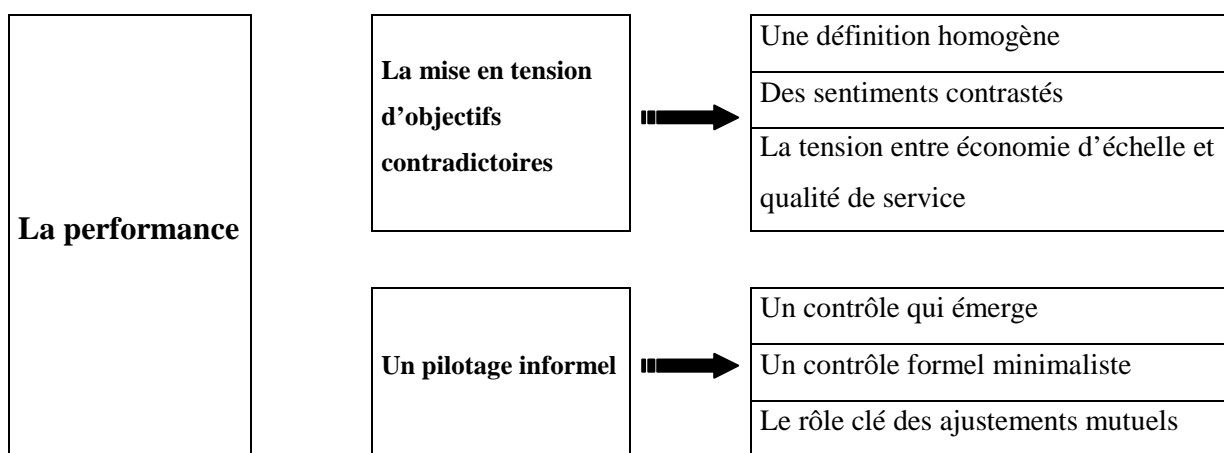 La performance
La mise en tension
d’objectifs
contradictoires
Une définition homogène
Des sentiments contrastés
La tension entre économie d’échelle et
qualité de service
Un pilotage informel
Un contrôle qui émerge
Un contrôle formel minimaliste
Le rôle clé des ajustements mutuels